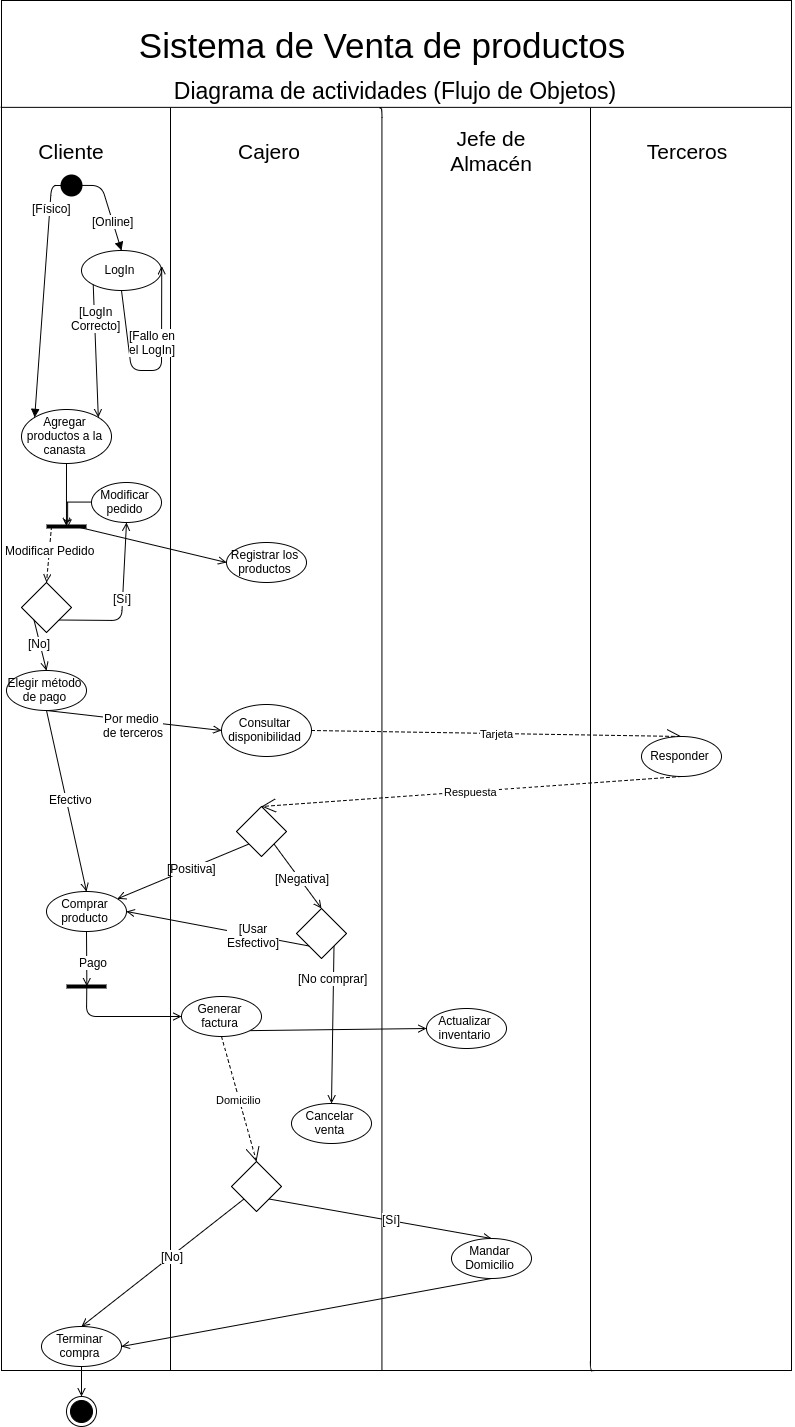 Sistema de Venta de productos
Diagrama de actividades (Flujo de Objetos)
Cliente
Cajero
Jefe de
Almacén
Terceros
[Físico]
[Online]
LogIn
[LogIn
Correcto]
[Fallo en
el LogIn]
Agregar
productos a la
canasta
Modificar
pedido
Modificar Pedido
Registrar los
productos
[Sí]
[No]
Elegir método
de pago
Por medio
de terceros
Consultar
disponibilidad
Tarjeta
Responder
Respuesta
Efectivo
[Positiva]
[Negativa]
Comprar
producto
[Usar
Esfectivo]
Pago
[No comprar]
Generar
factura
Actualizar
inventario
Domicilio
Cancelar
venta
[Sí]
[No]
Mandar
Domicilio
Terminar
compra